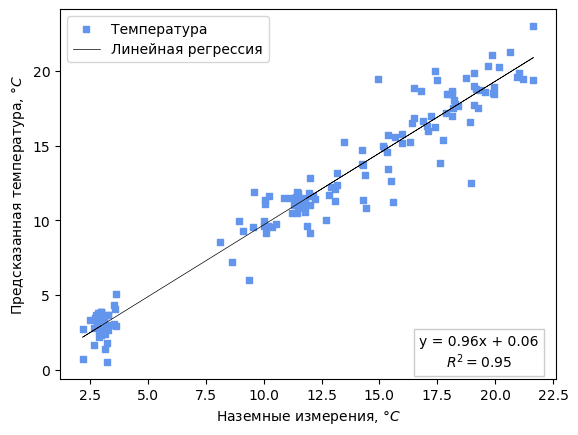 Температура
Линейная регрессия
Предсказанная температура, °C
20
15
10
5
0
y = 0.96x + 0.06
R² = 0.95
2.5 5.0 7.5 10.0 12.5 15.0 17.5 20.0 22.5
Наземные измерения, °C